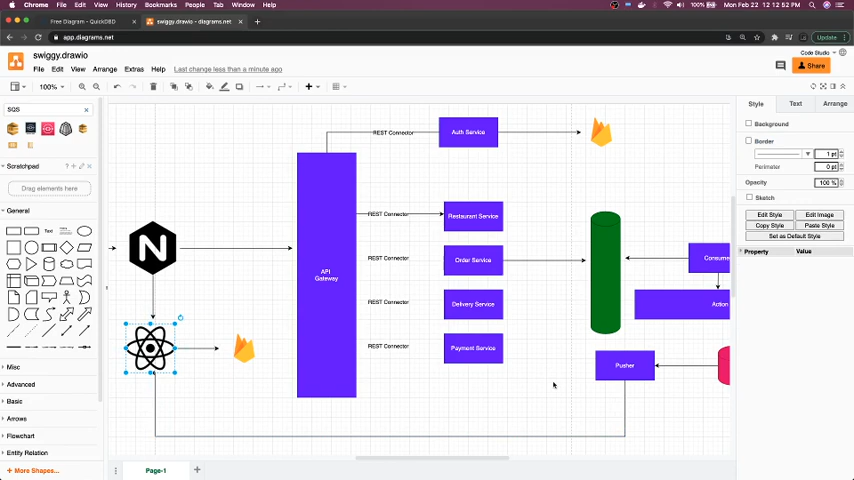 Chrome File Edit View History Bookmarks People Tab Window Help
100% Mon Feb 22 12:12:52 PM
Free Diagram - QuickDBD
swiggy.drawio - diagrams.net
app.diagrams.net
Update
swiggy.drawio
Code Studio
File Edit View Arrange Extras Help Last change less than a minute ago
Share
100%
SQS
Scratchpad
Drag elements here
General
Text
Misc
Advanced
Basic
Arrows
Flowchart
Entity Relation
+ More Shapes...
REST Connector
Auth Service
REST Connector
Restaurant Service
REST Connector
Order Service
API
Gateway
REST Connector
Delivery Service
REST Connector
Payment Service
N
Consume
Action
Pusher
Page-1
Style Text Arrange
Background
Border
1 pt
Perimeter 0 pt
Opacity 100 %
Sketch
Edit Style Edit Image
Copy Style Paste Style
Set as Default Style
Property Value